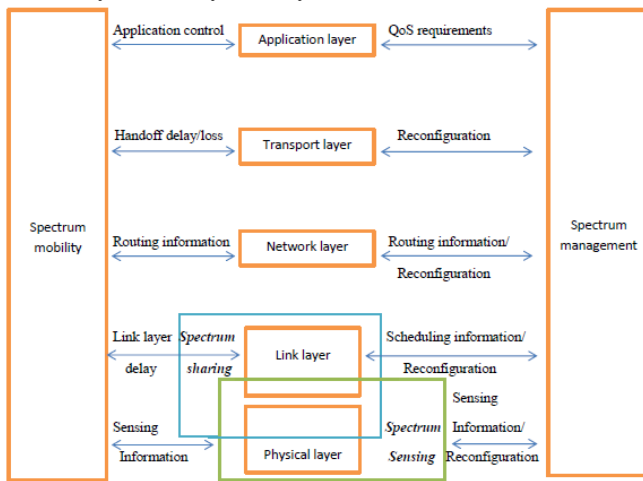 Application control
Application layer
QoS requirements
Handoff delay/loss
Transport layer
Reconfiguration
Spectrum
mobility
Routing information
Network layer
Routing information/
Reconfiguration
Spectrum
management
Link layer
delay
Spectrum
sharing
Link layer
Scheduling information/
Reconfiguration
Sensing
Information
Physical layer
Spectrum
Sensing
Sensing
Information/
Reconfiguration